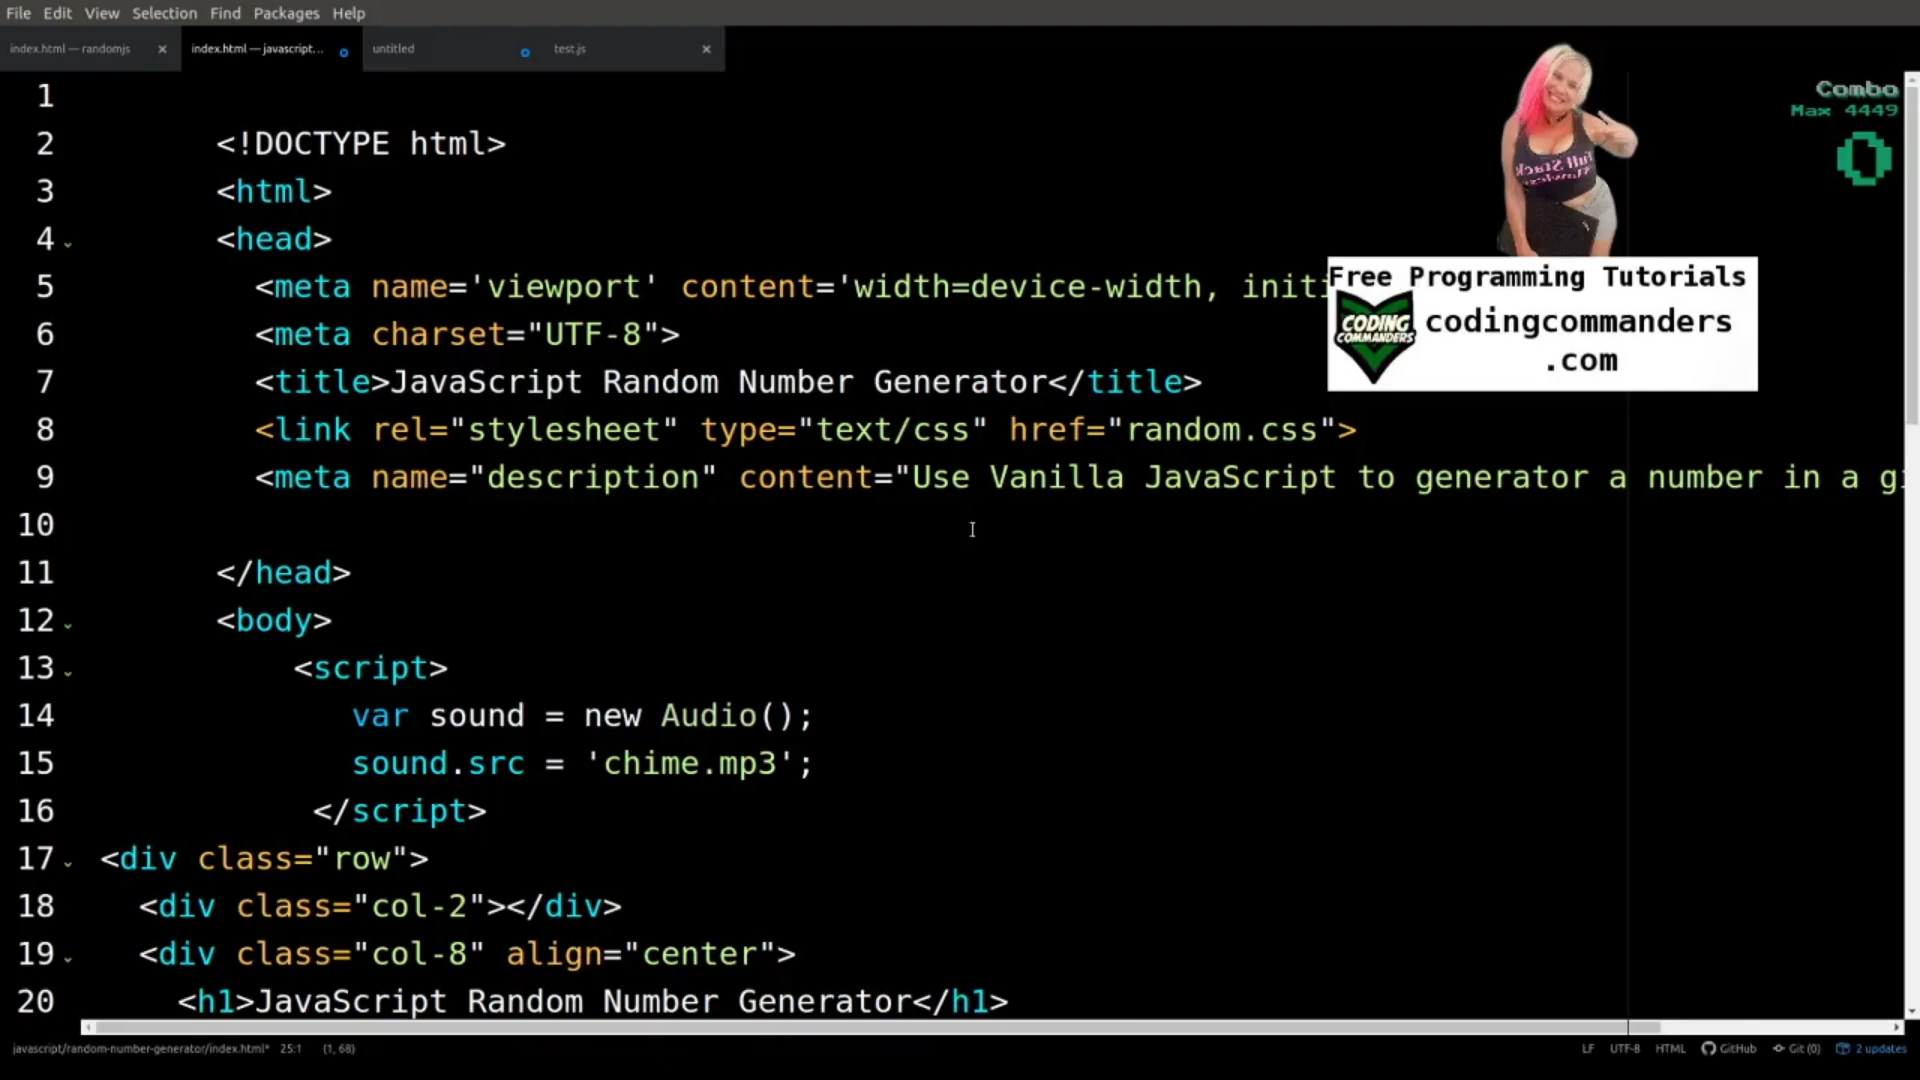 File Edit View Selection Find Packages Help
index.html — randomjs
index.html — javascript...
untitled
test.js
Combo
Max 4449
0
1
2 <!DOCTYPE html>
3 <html>
4 <head>
5 <meta name='viewport' content='width=device-width, initi
6 <meta charset="UTF-8">
7 <title>JavaScript Random Number Generator</title>
8 <link rel="stylesheet" type="text/css" href="random.css">
9 <meta name="description" content="Use Vanilla JavaScript to generator a number in a gi
10
11 </head>
12 <body>
13 <script>
14 var sound = new Audio();
15 sound.src = 'chime.mp3';
16 </script>
17 <div class="row">
18 <div class="col-2"></div>
19 <div class="col-8" align="center">
20 <h1>JavaScript Random Number Generator</h1>
Full Stack
Free Programming Tutorials
CODING
COMMANDERS
codingcommanders
.com
javascript/random-number-generator/index.html* 25:1 (1, 68)
LF UTF-8 HTML GitHub Git (0) 2 updates